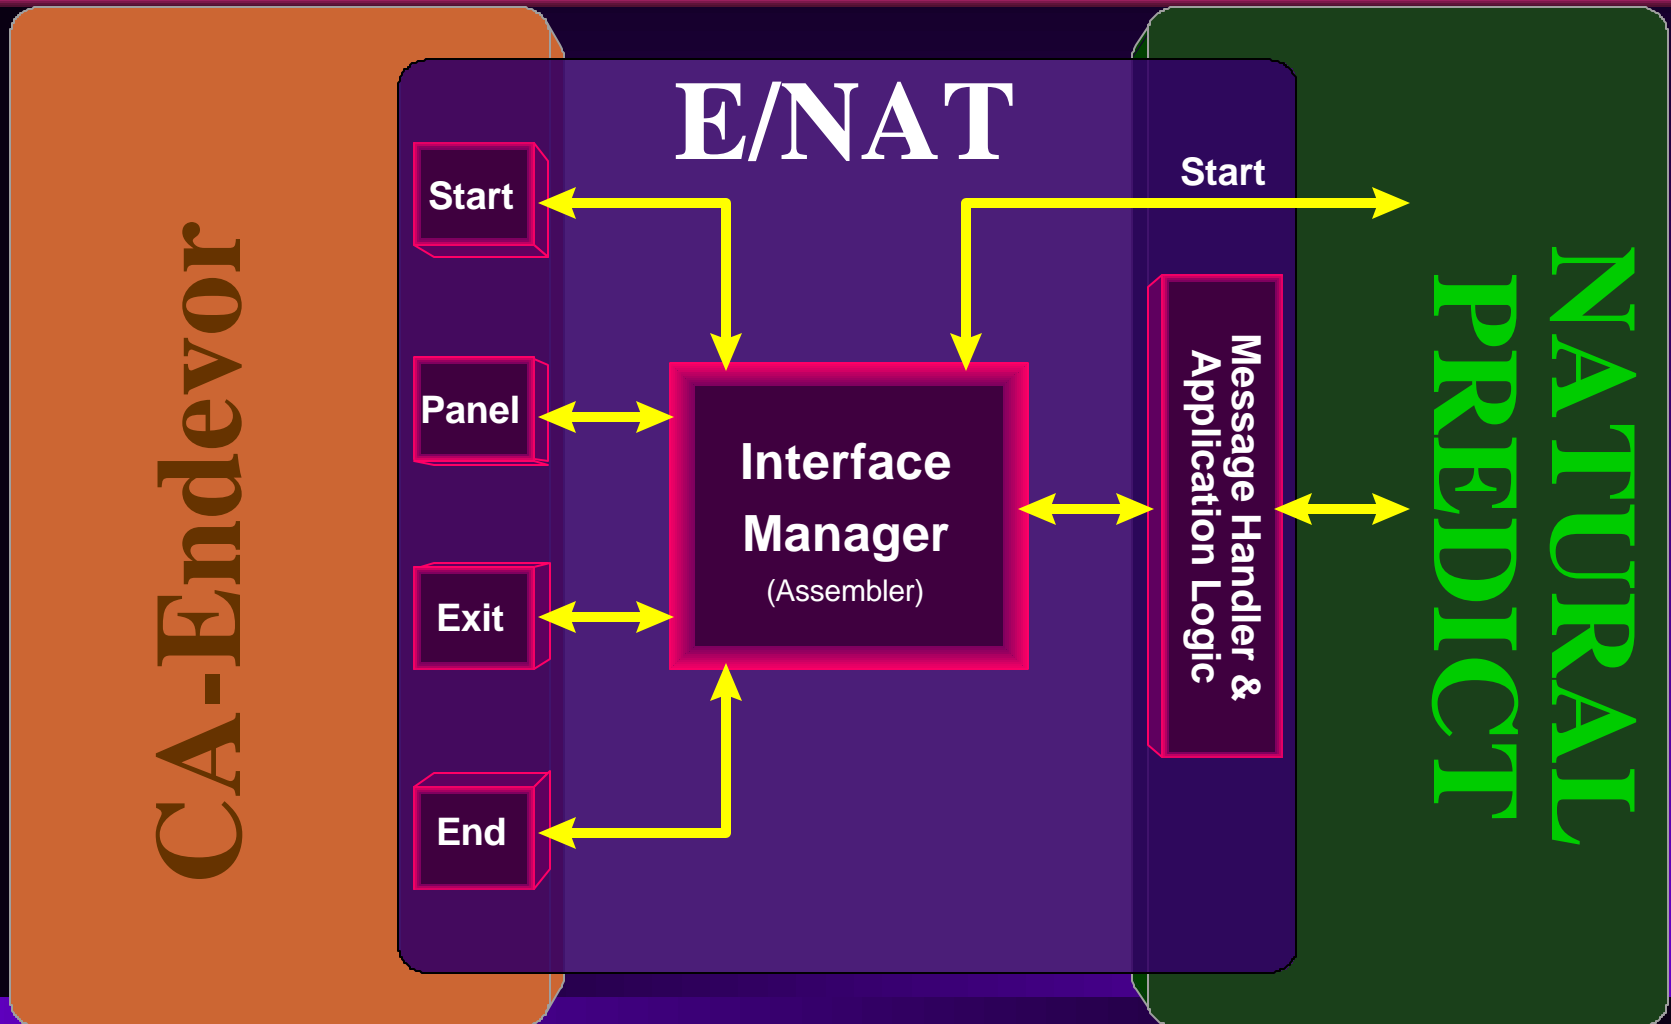 E/NAT
CA-Endevor
Start
Panel
Exit
End
Interface
Manager
(Assembler)
Start
Message Handler &
Application Logic
NATURAL
PREDICT